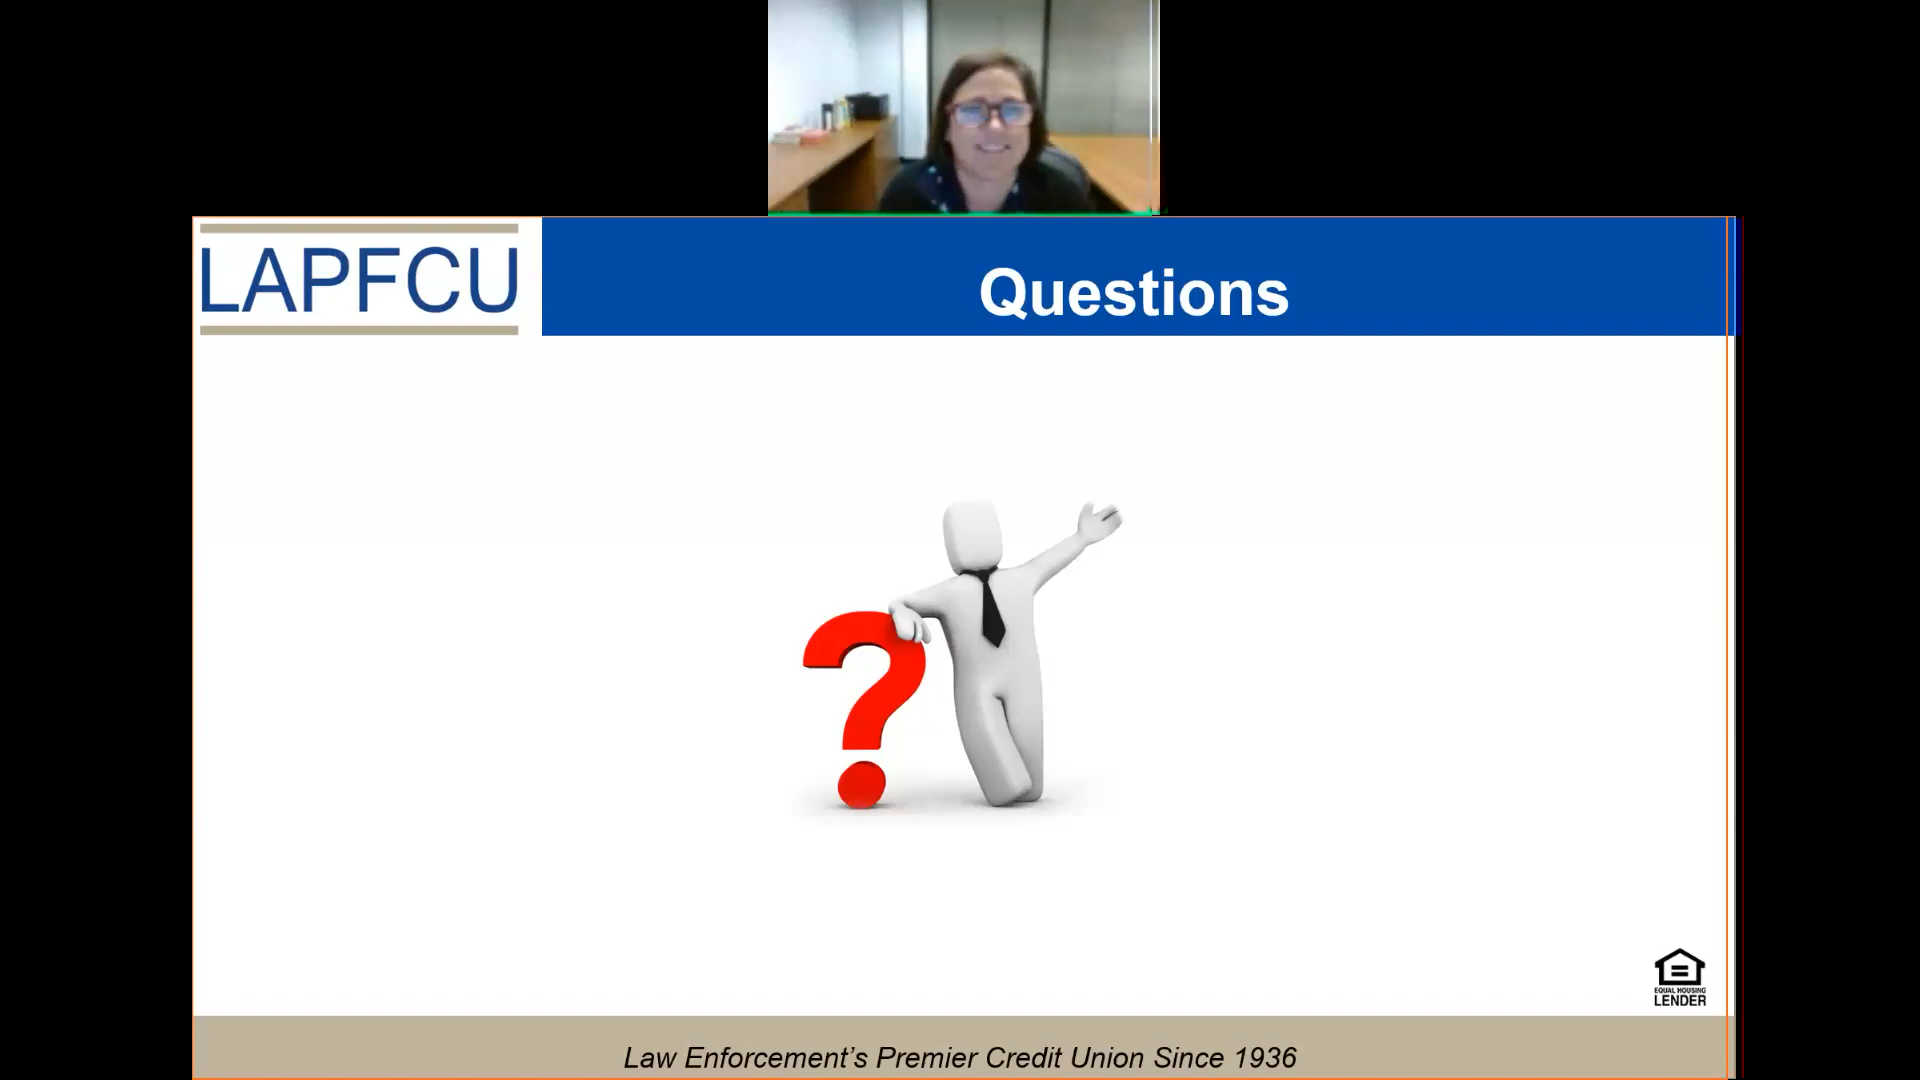 LAPFCU
Questions
EQUAL HOUSING
LENDER
Law Enforcement's Premier Credit Union Since 1936